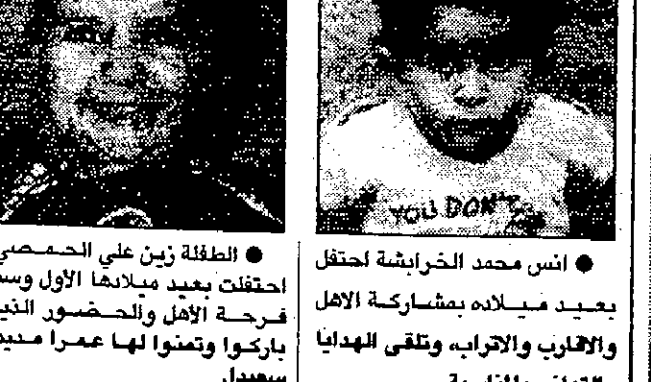 YOU DON'T
● انس محمد الخرابشة احتفل
بعيد ميلاده بمشاركة الاهل
والاقارب والاتراب، وتلقى الهدايا
● الطفلة زين علي الحمصي
احتفلت بعيد ميلادها الأول وسط
فرحة الأهل والحضور الذين
باركوا وتمنوا لها عمرا مديدا
سعيدا.